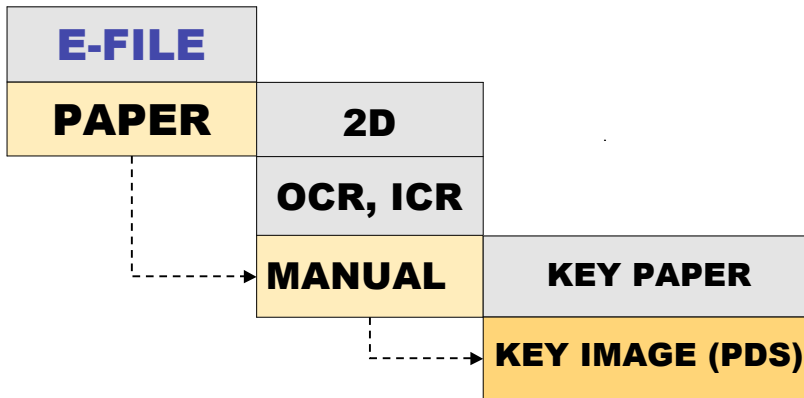 E-FILE
PAPER
2D
OCR, ICR
MANUAL
KEY PAPER
KEY IMAGE (PDS)